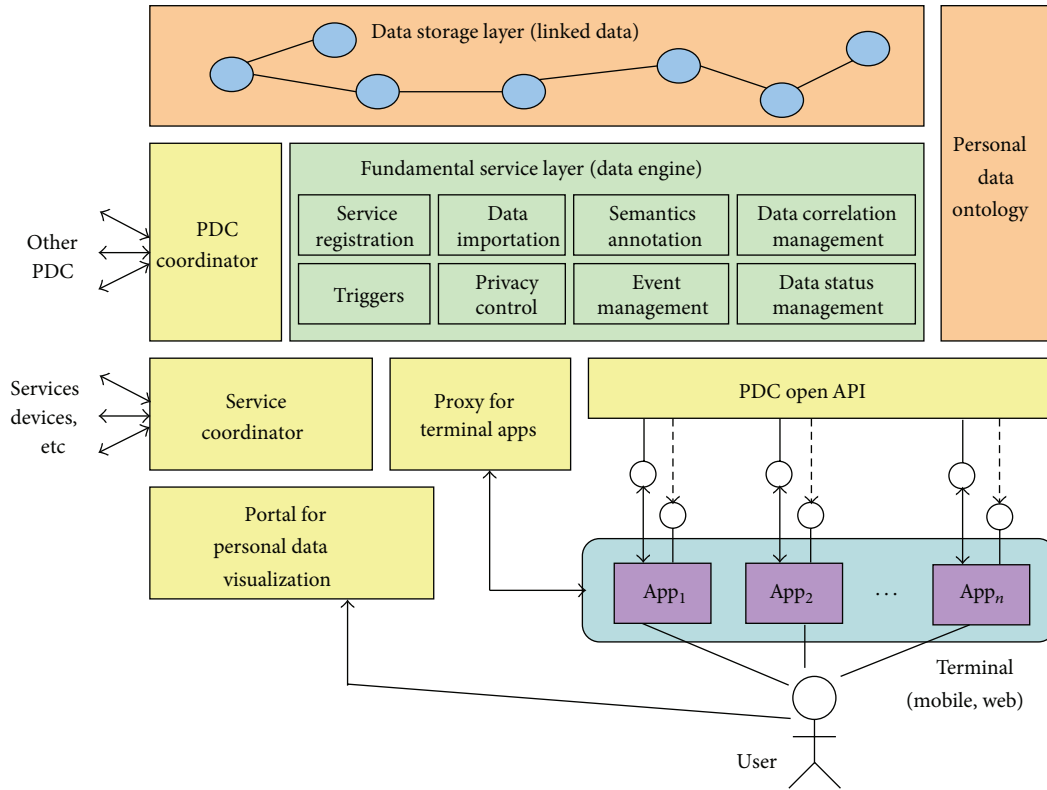 Data storage layer (linked data)
Personal
data
ontology
Fundamental service layer (data engine)
Service
registration
Data
importation
Semantics
annotation
Data correlation
management
Triggers
Privacy
control
Event
management
Data status
management
PDC
coordinator
Other
PDC
Services
devices,
etc
Service
coordinator
Proxy for
terminal apps
PDC open API
Portal for
personal data
visualization
App₁
App₂
...
Appₙ
Terminal
(mobile, web)
User